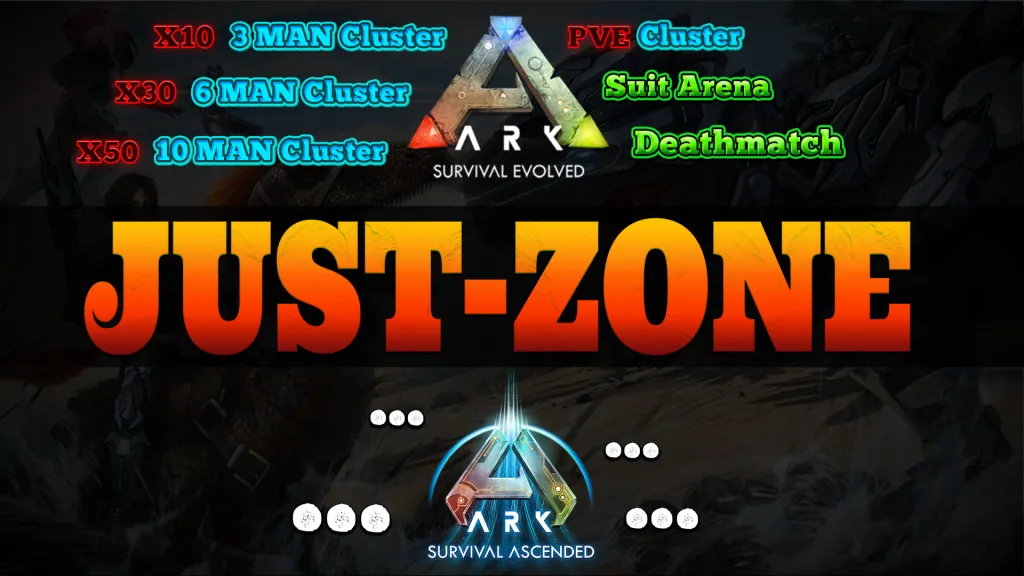 X10 3 MAN Cluster
X30 6 MAN Cluster
X50 10 MAN Cluster
ARK
SURVIVAL EVOLVED
PVE Cluster
Suit Arena
Deathmatch
JUST-ZONE
...
...
...
...
ARK
SURVIVAL ASCENDED